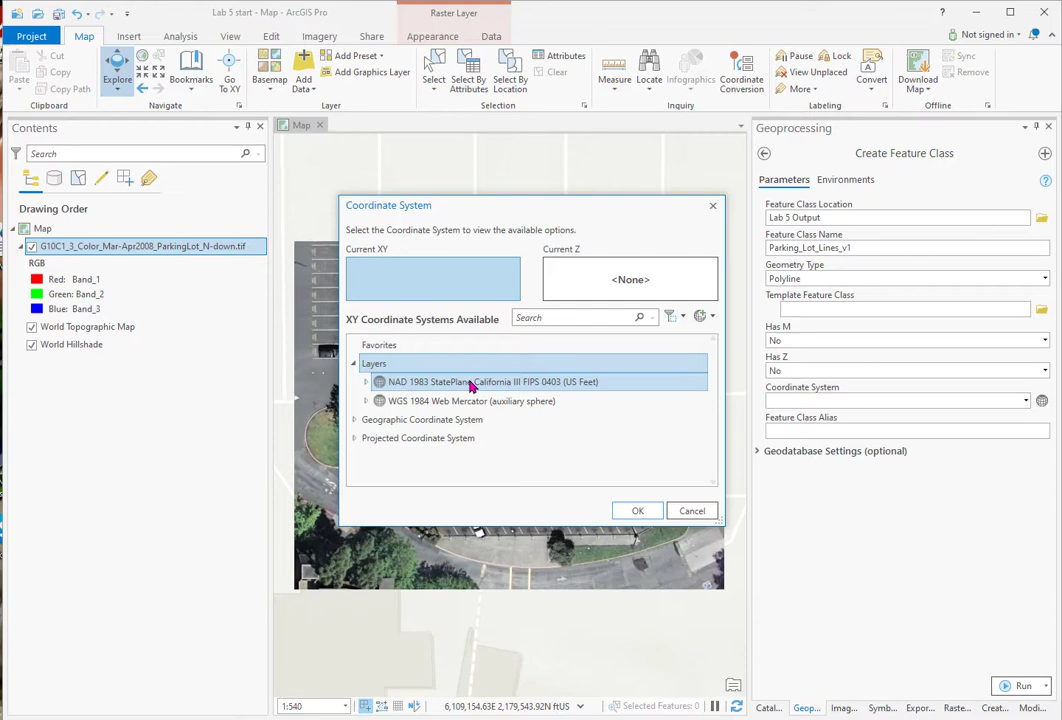 Lab 5 start - Map - ArcGIS Pro
Raster Layer
?
Project
Map
Insert
Analysis
View
Edit
Imagery
Share
Appearance
Data
Not signed in
Paste
Cut
Copy
Copy Path
Clipboard
Explore
Bookmarks
Go To XY
Navigate
Basemap
Add Data
Add Preset
Add Graphics Layer
Layer
Select
Select By Attributes
Select By Location
Attributes
Clear
Selection
Measure
Locate
Infographics
Coordinate Conversion
Inquiry
Pause
Lock
View Unplaced
More
Convert
Labeling
Download Map
Sync
Remove
Offline
Contents
Search
Drawing Order
Map
G10C1_3_Color_Mar-Apr2008_ParkingLot_N-down.tif
RGB
Red: Band_1
Green: Band_2
Blue: Band_3
World Topographic Map
World Hillshade
Map
Coordinate System
Select the Coordinate System to view the available options.
Current XY
Current Z
<None>
XY Coordinate Systems Available
Search
Favorites
Layers
NAD 1983 StatePlane California III FIPS 0403 (US Feet)
WGS 1984 Web Mercator (auxiliary sphere)
Geographic Coordinate System
Projected Coordinate System
OK
Cancel
1:540
6,109,154.63E 2,179,543.92N ftUS
Selected Features: 0
Geoprocessing
Create Feature Class
Parameters
Environments
?
Feature Class Location
Lab 5 Output
Feature Class Name
Parking_Lot_Lines_v1
Geometry Type
Polyline
Template Feature Class
Has M
No
Has Z
No
Coordinate System
Feature Class Alias
Geodatabase Settings (optional)
Run
Catal...
Geop...
Imag...
Symb...
Expor...
Raste...
Creat...
Modi...